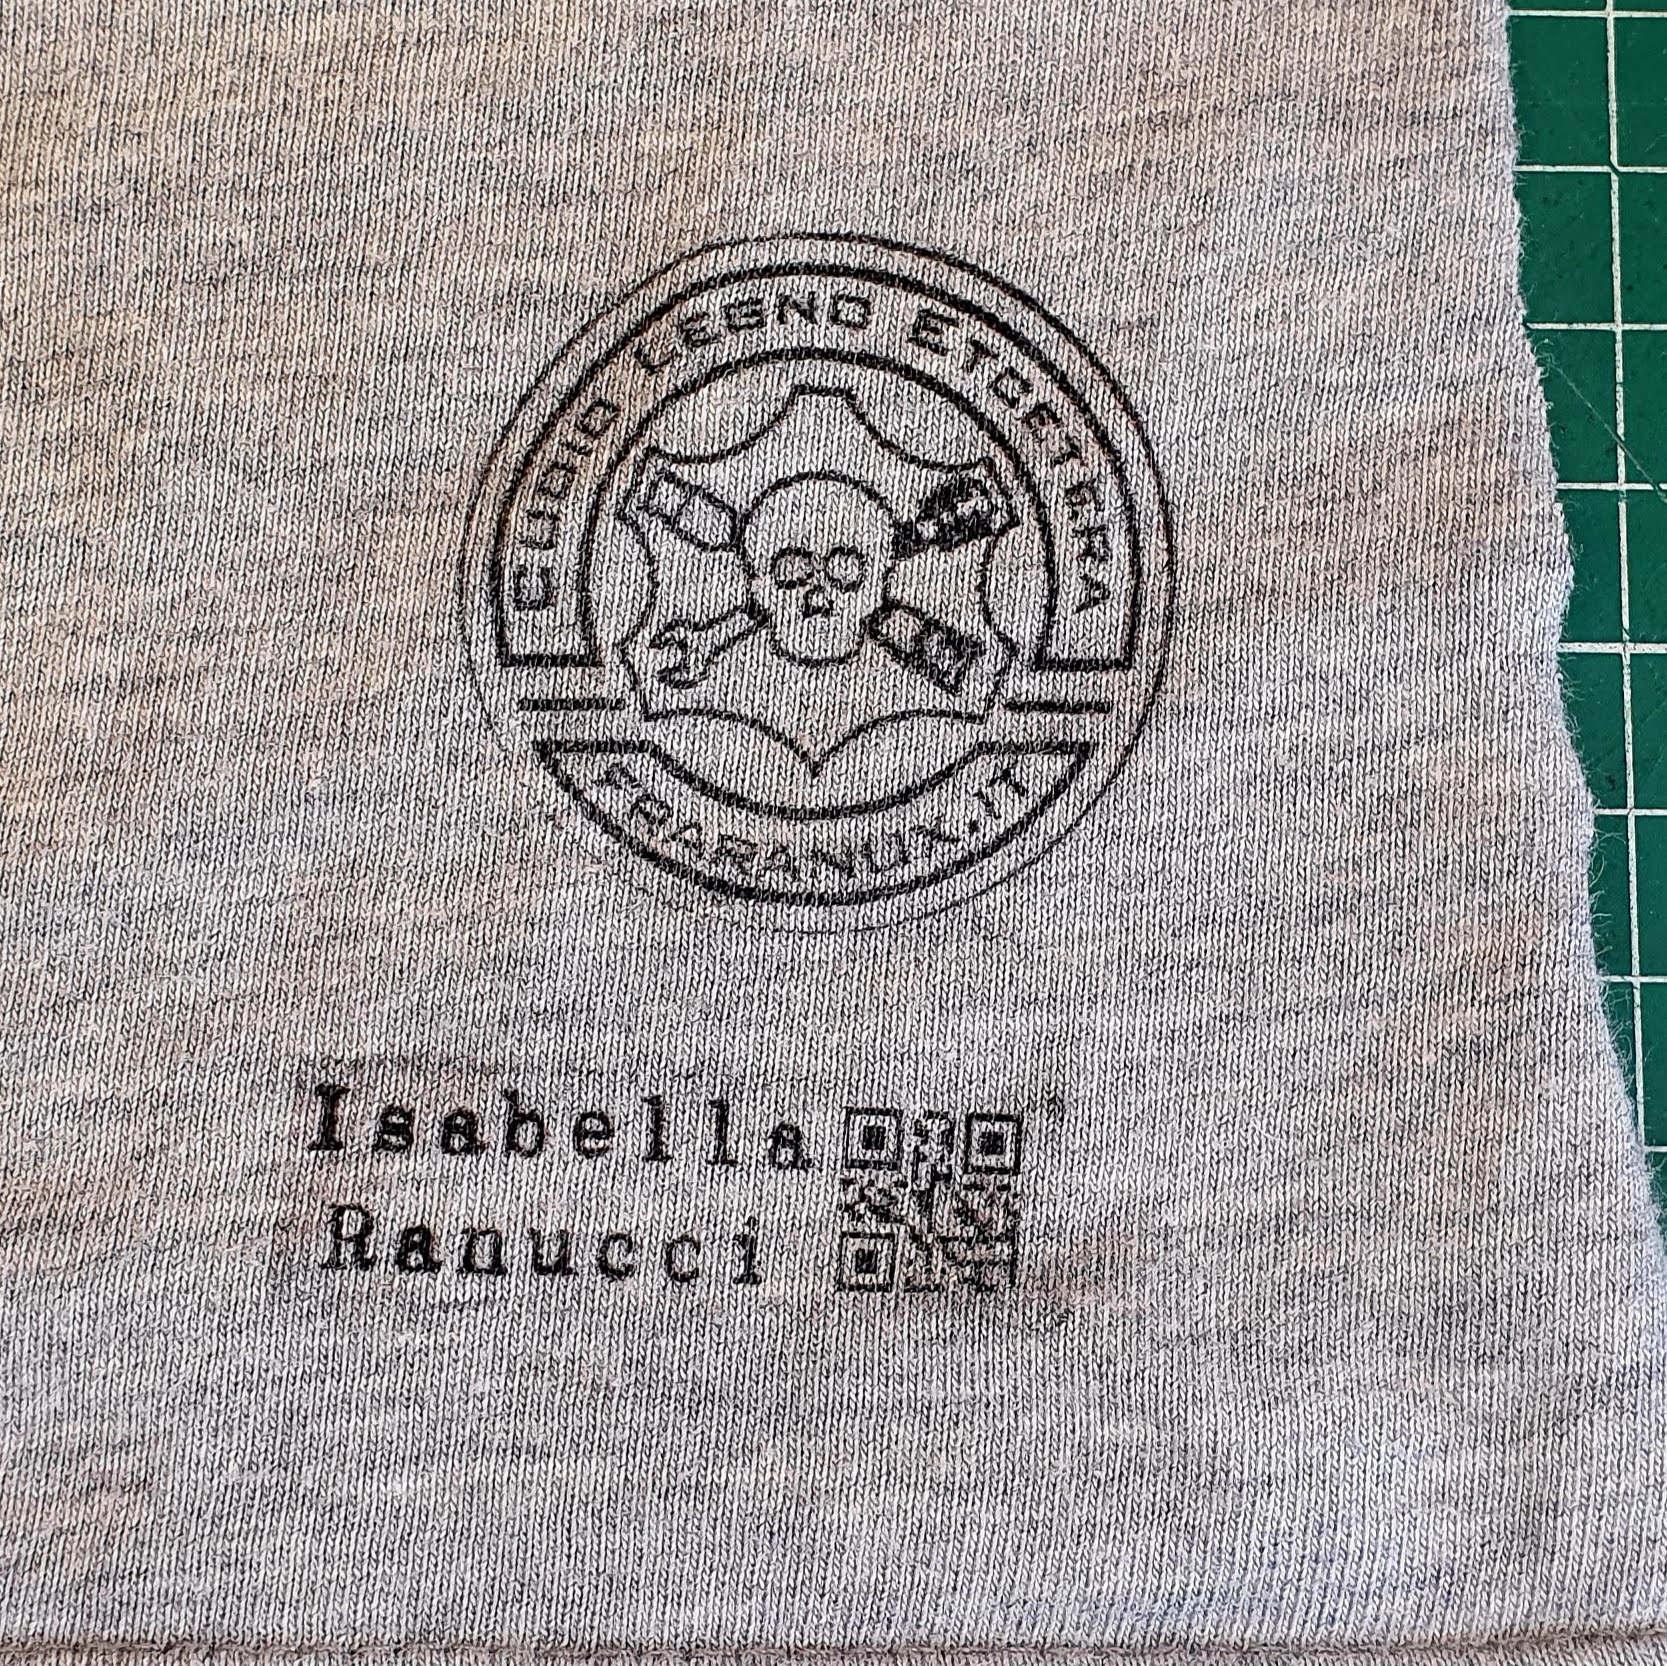 CUOIO LEGNO ETCETERA
FRARANUX.IT
Isabella
Ranucci